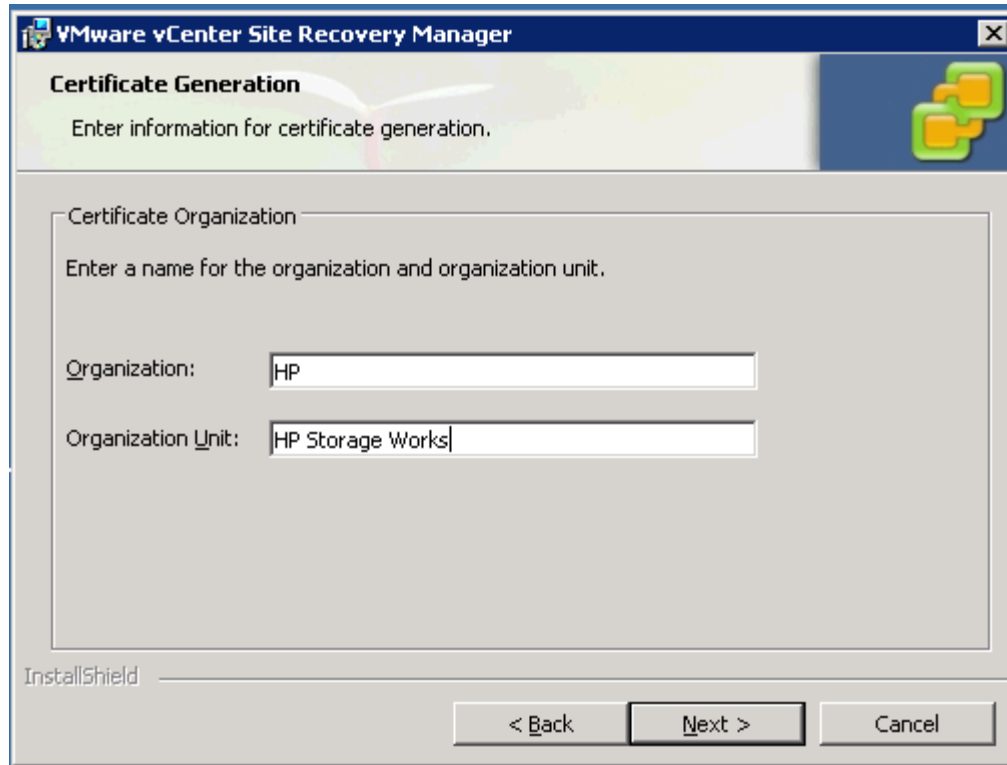 VMware vCenter Site Recovery Manager
Certificate Generation
Enter information for certificate generation.
Certificate Organization
Enter a name for the organization and organization unit.
Organization: HP
Organization Unit: HP Storage Works
InstallShield
< Back Next > Cancel